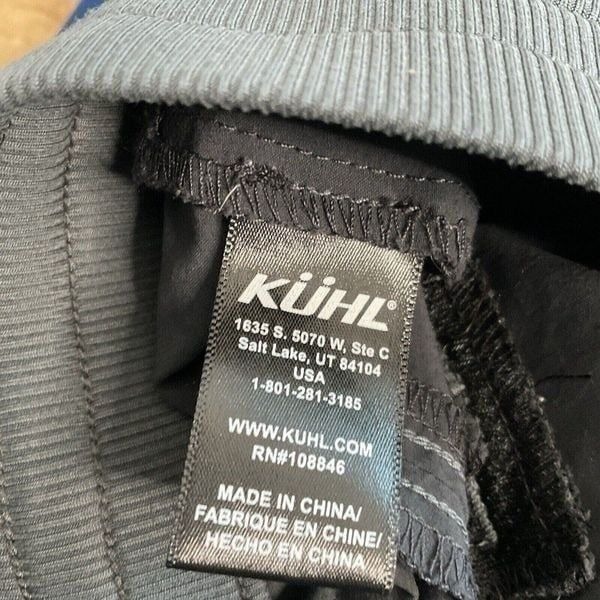 KÜHL®
1635 S. 5070 W, Ste C
Salt Lake, UT 84104
USA
1-801-281-3185
WWW.KUHL.COM
RN#108846
MADE IN CHINA/
FABRIQUE EN CHINE/
HECHO EN CHINA